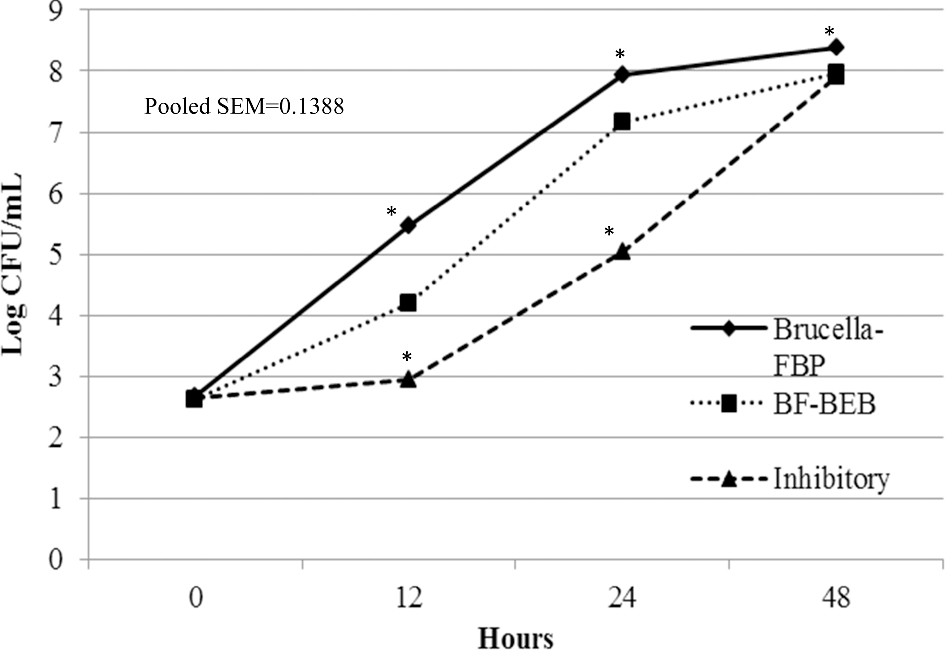 9
8
7
6
5
4
3
2
1
0
Log CFU/mL
Pooled SEM=0.1388
*
*
*
*
*
*
Brucella-
FBP
BF-BEB
Inhibitory
0 12 24 48
Hours